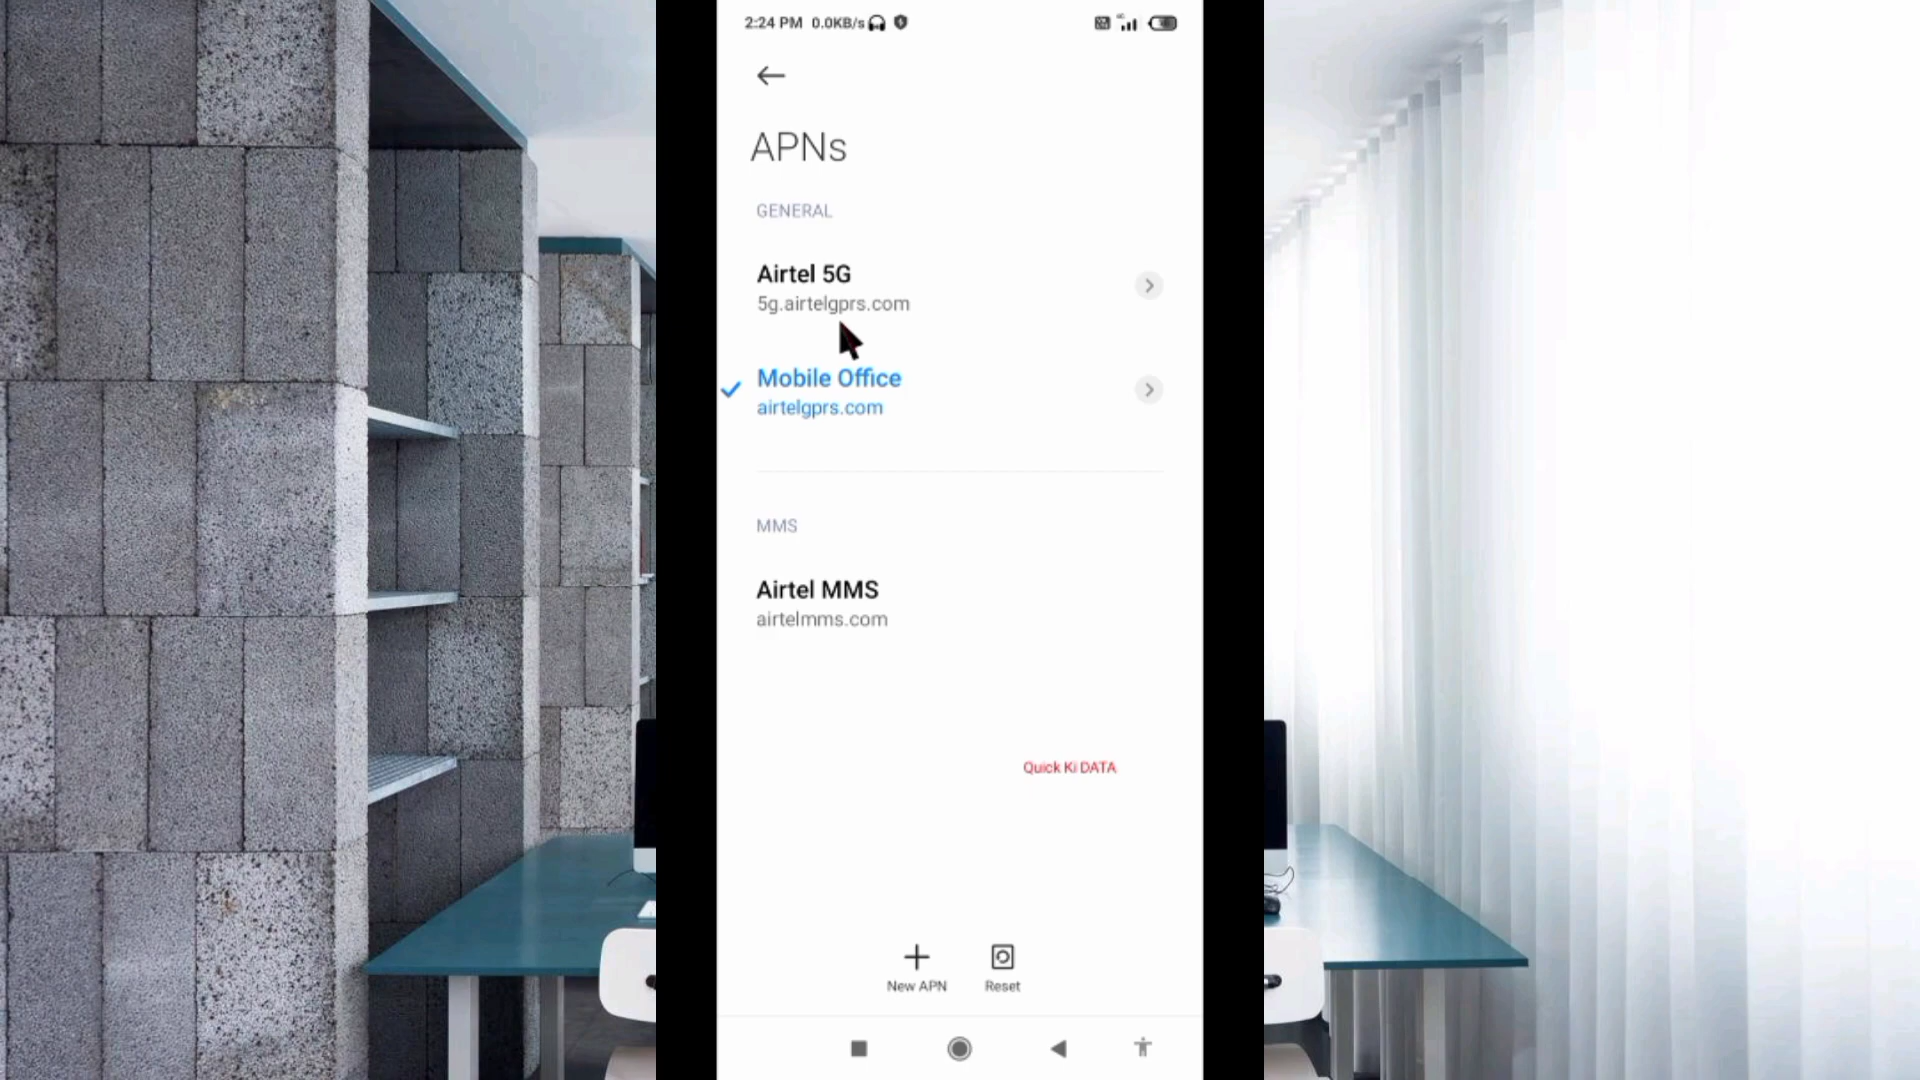 2:24 PM 0.0KB/s
APNs
GENERAL
Airtel 5G
5g.airtelgprs.com
Mobile Office
airtelgprs.com
MMS
Airtel MMS
airtelmms.com
Quick Ki DATA
New APN Reset